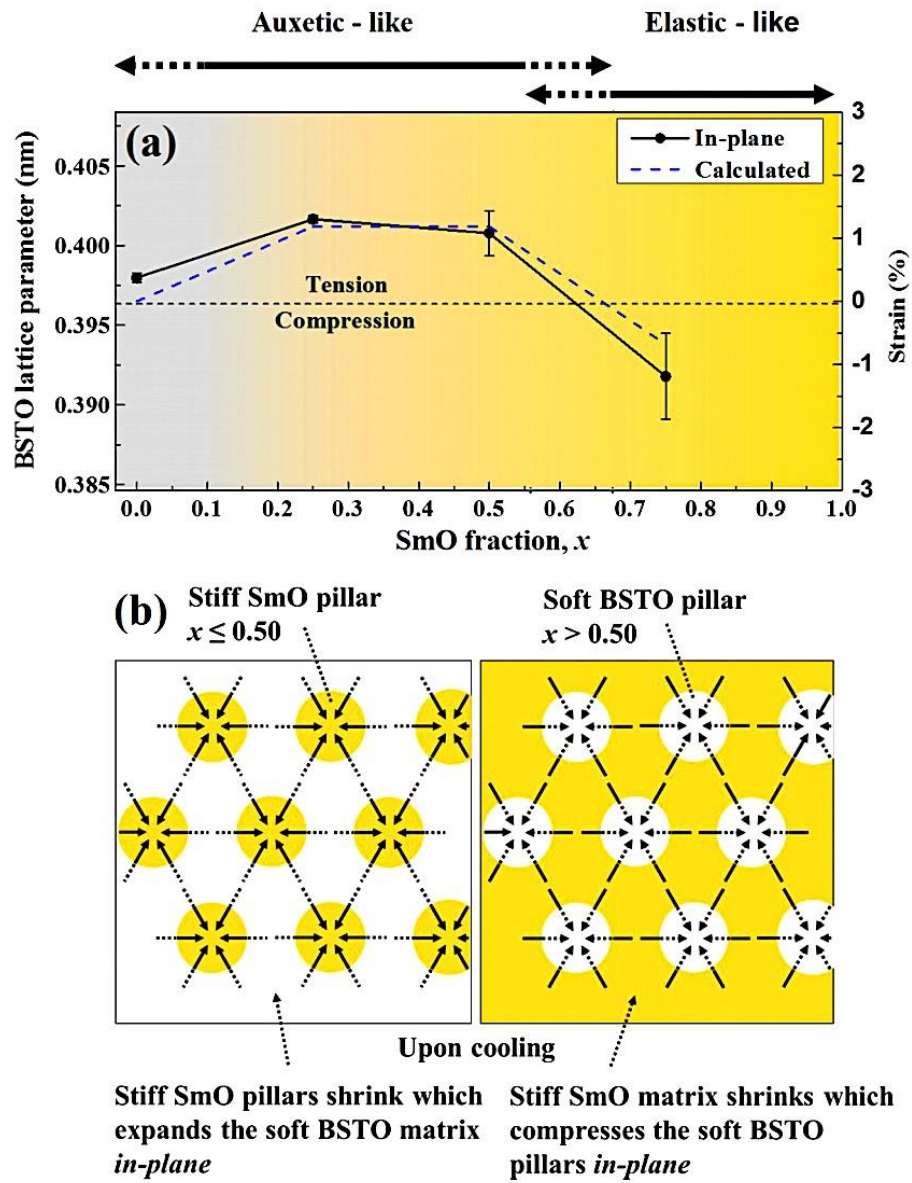 Auxetic - like
Elastic - like
(a)
In-plane
Calculated
Tension
Compression
BSTO lattice parameter (nm)
0.405
0.400
0.395
0.390
0.385
3
2
1
0
-1
-2
-3
Strain (%)
0.0 0.1 0.2 0.3 0.4 0.5 0.6 0.7 0.8 0.9 1.0
SmO fraction, x
(b)
Stiff SmO pillar
x ≤ 0.50
Soft BSTO pillar
x > 0.50
Upon cooling
Stiff SmO pillars shrink which
expands the soft BSTO matrix
in-plane
Stiff SmO matrix shrinks which
compresses the soft BSTO
pillars in-plane